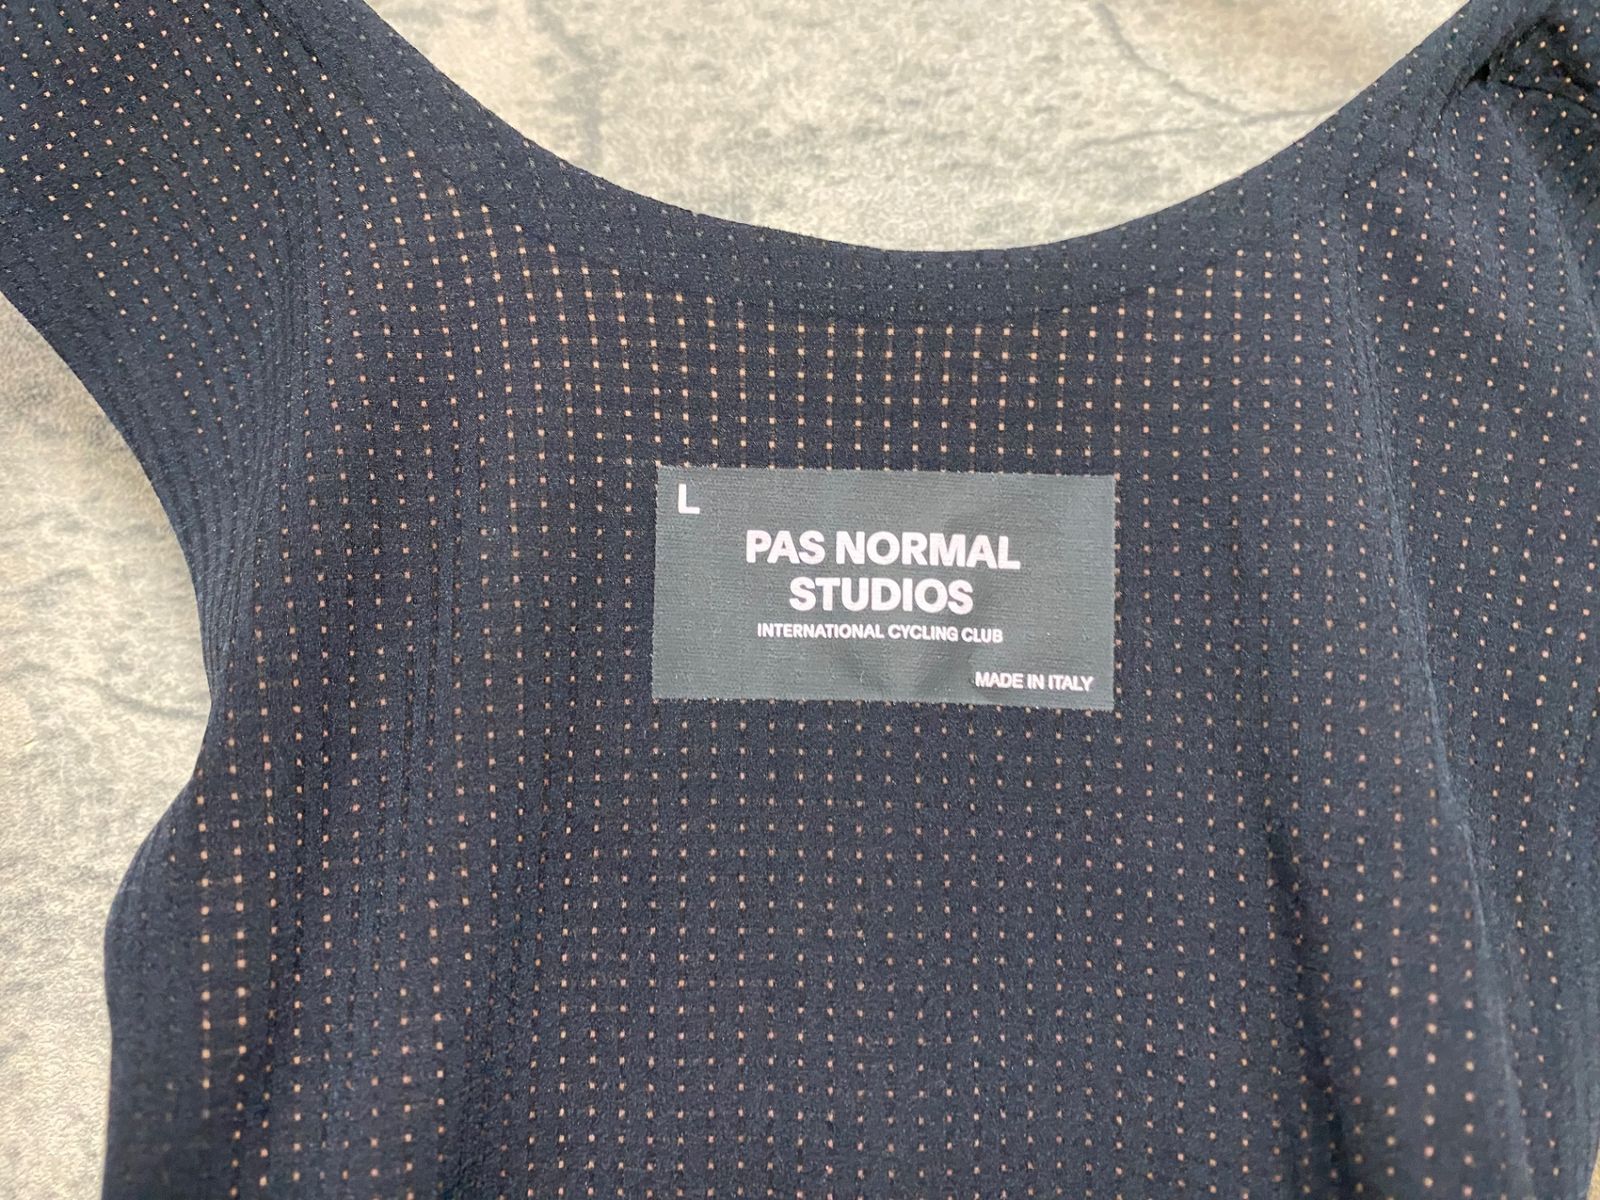 L
PAS NORMAL
STUDIOS
INTERNATIONAL CYCLING CLUB
MADE IN ITALY